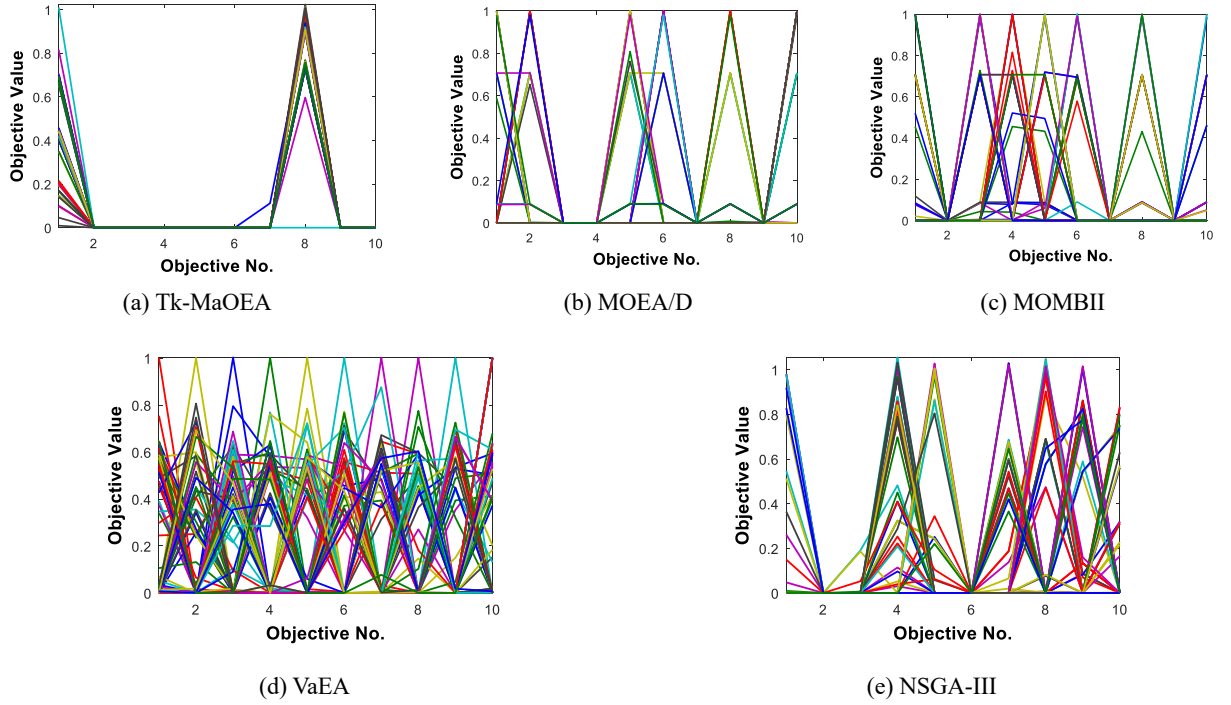 1
0.8
0.6
0.4
0.2
0
2 4 6 8 10
Objective Value
Objective No.
(a) Tk-MaOEA
1
0.8
0.6
0.4
0.2
0
2 4 6 8 10
Objective Value
Objective No.
(b) MOEA/D
1
0.8
0.6
0.4
0.2
0
2 4 6 8 10
Objective Value
Objective No.
(c) MOMBII
1
0.8
0.6
0.4
0.2
0
2 4 6 8 10
Objective Value
Objective No.
(d) VaEA
1
0.8
0.6
0.4
0.2
0
2 4 6 8 10
Objective Value
Objective No.
(e) NSGA-III